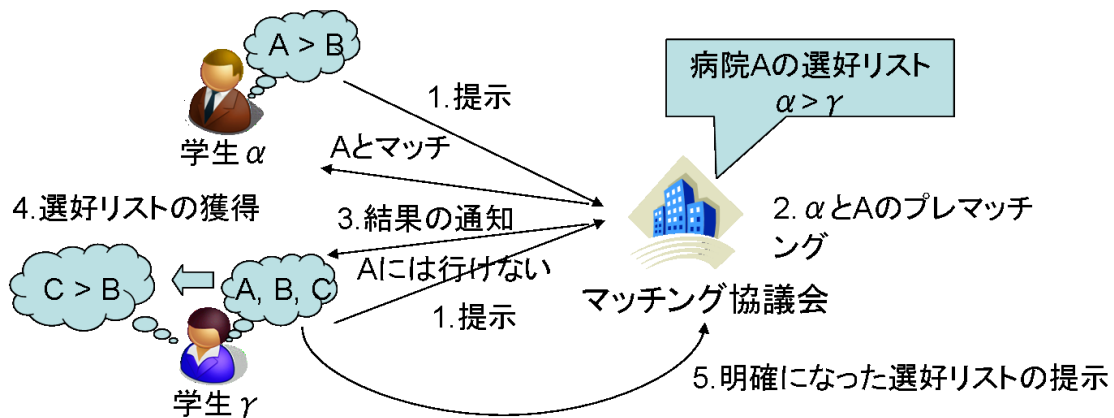 A > B
病院Aの選好リスト
α > γ
1.提示
学生α
Aとマッチ
4.選好リストの獲得
3.結果の通知
2. αとAのプレマッチ
ング
C > B
A, B, C
Aには行けない
マッチング協議会
1.提示
学生γ
5.明確になった選好リストの提示